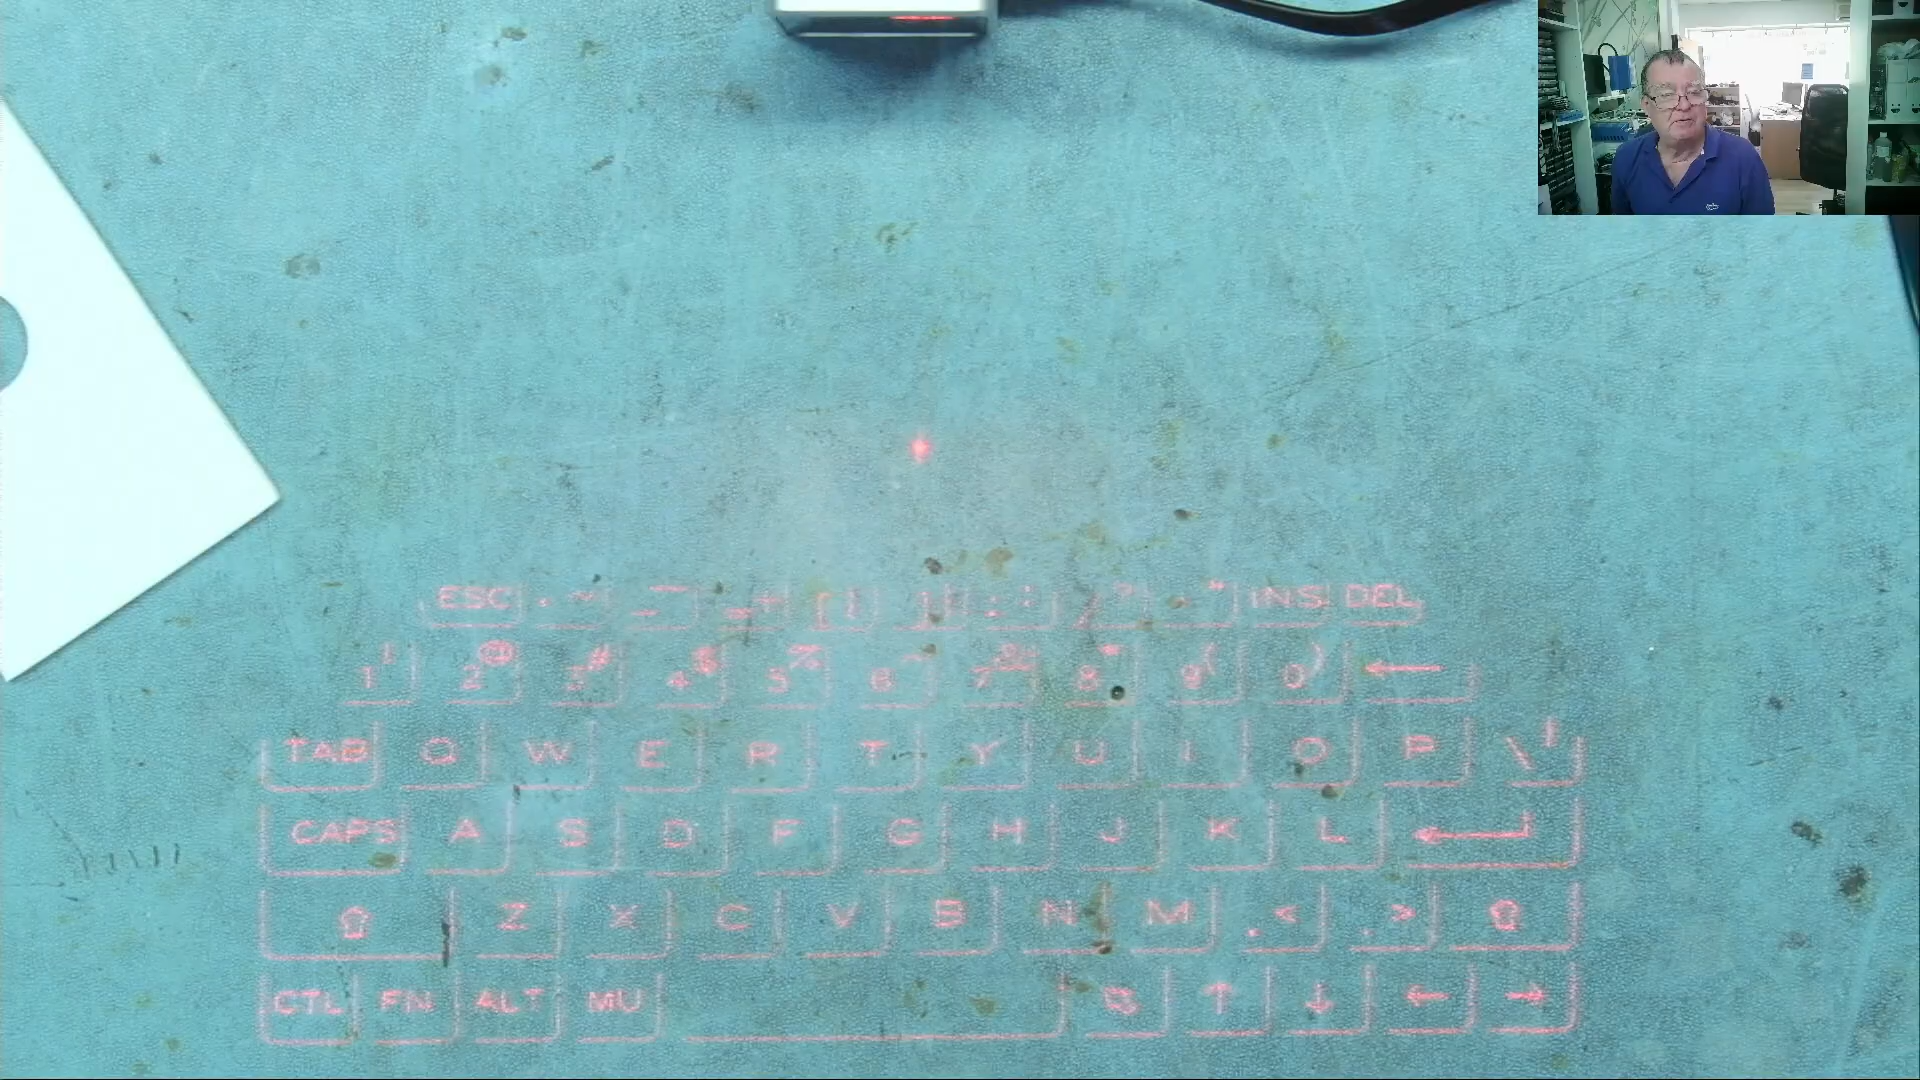 ESC . ~ - — = + [ { ] } ; : / ? . " INS DEL
1 ! 2 @ 3 # 4 $ 5 % 6 ^ 7 & 8 * 9 ( 0 ) ←
TAB Q W E R T Y U I O P \ |
CAPS A S D F G H J K L ↵
⇧ Z X C V B N M , < . > ⇧
CTL FN ALT MU ↑ ↓ ← →